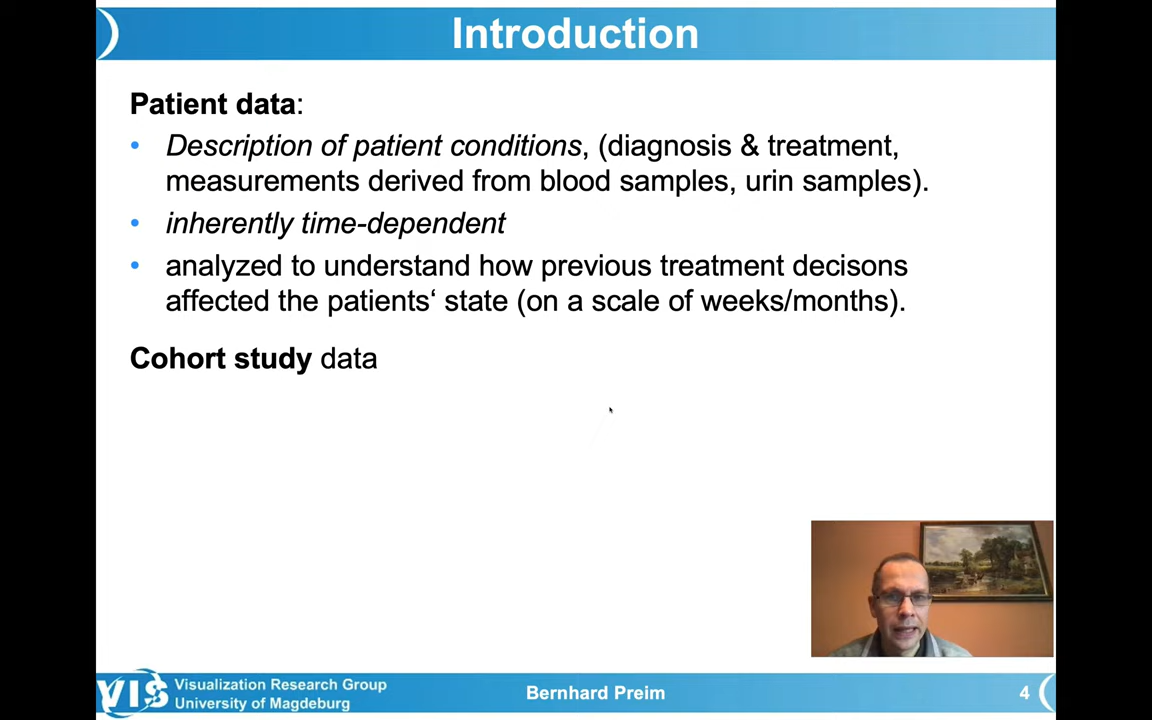 Introduction
Patient data:
• Description of patient conditions, (diagnosis & treatment,
measurements derived from blood samples, urin samples).
• inherently time-dependent
• analyzed to understand how previous treatment decisons
affected the patients‘ state (on a scale of weeks/months).
Cohort study data
VIS
Visualization Research Group
University of Magdeburg
Bernhard Preim
4